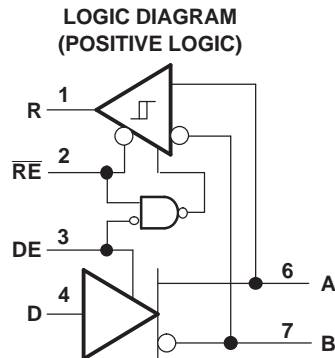 LOGIC DIAGRAM
(POSITIVE LOGIC)
R 1
RE 2
DE 3
D 4
6 A
7 B